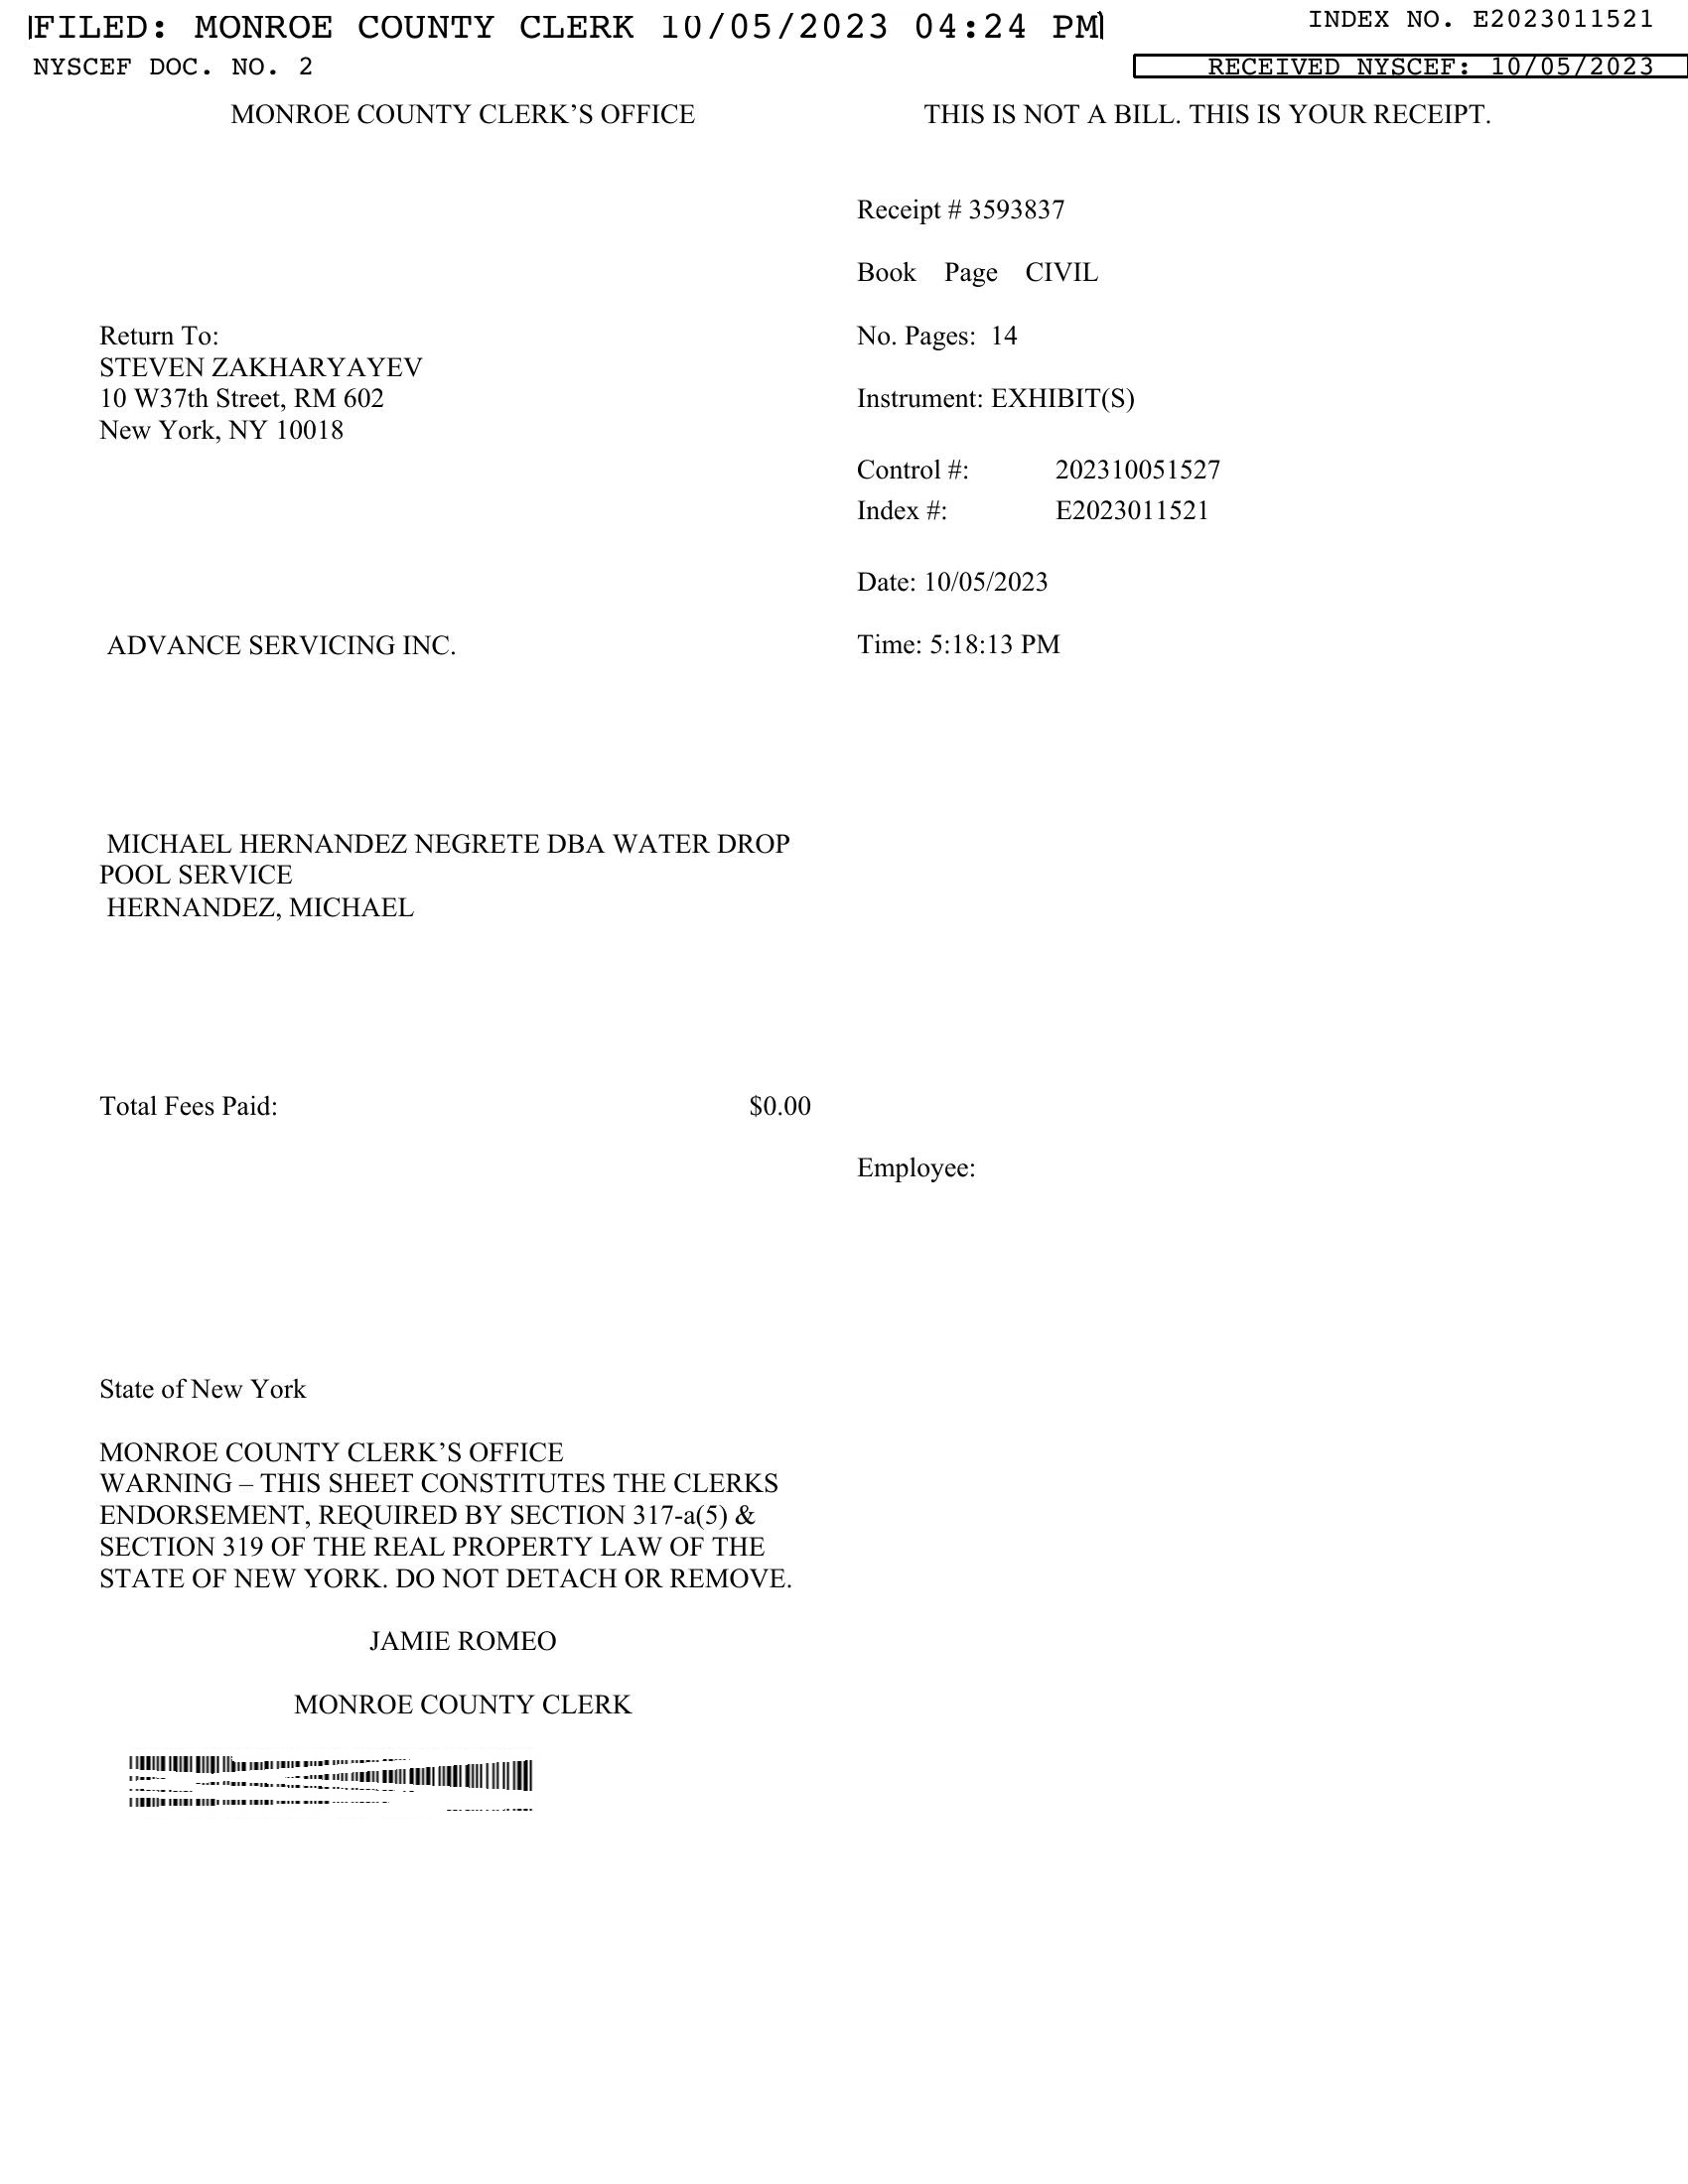 FILED: MONROE COUNTY CLERK 10/05/2023 04:24 PM
INDEX NO. E2023011521
NYSCEF DOC. NO. 2
RECEIVED NYSCEF: 10/05/2023
MONROE COUNTY CLERK’S OFFICE
THIS IS NOT A BILL. THIS IS YOUR RECEIPT.
Receipt # 3593837
Book Page CIVIL
Return To:
STEVEN ZAKHARYAYEV
10 W37th Street, RM 602
New York, NY 10018
No. Pages: 14
Instrument: EXHIBIT(S)
Control #: 202310051527
Index #: E2023011521
Date: 10/05/2023
ADVANCE SERVICING INC.
Time: 5:18:13 PM
MICHAEL HERNANDEZ NEGRETE DBA WATER DROP
POOL SERVICE
HERNANDEZ, MICHAEL
Total Fees Paid: $0.00
Employee:
State of New York
MONROE COUNTY CLERK’S OFFICE
WARNING – THIS SHEET CONSTITUTES THE CLERKS
ENDORSEMENT, REQUIRED BY SECTION 317-a(5) &
SECTION 319 OF THE REAL PROPERTY LAW OF THE
STATE OF NEW YORK. DO NOT DETACH OR REMOVE.
JAMIE ROMEO
MONROE COUNTY CLERK